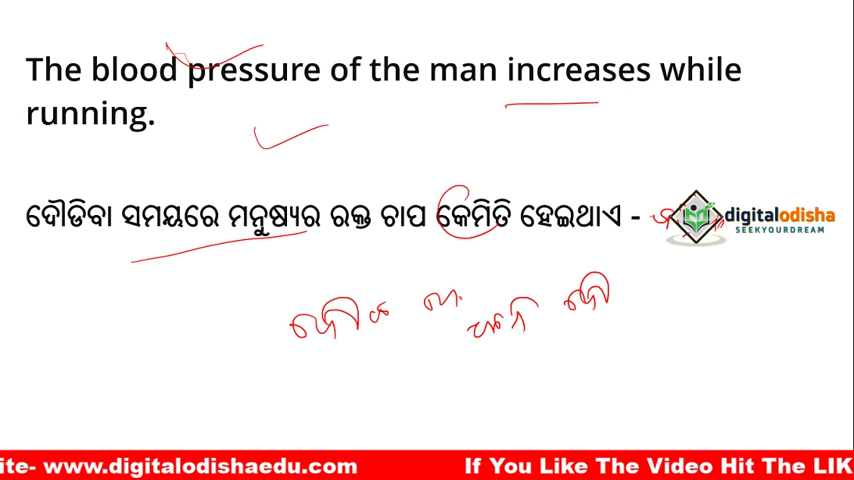 The blood pressure of the man increases while
running.
ଦୌଡିବା ସମୟରେ ମନୁଷ୍ୟର ରକ୍ତ ଚାପ କେମିତି ହେଇଥାଏ -
digitalodisha
SEEKYOURDREAM
ite- www.digitalodishaedu.com If You Like The Video Hit The LIK